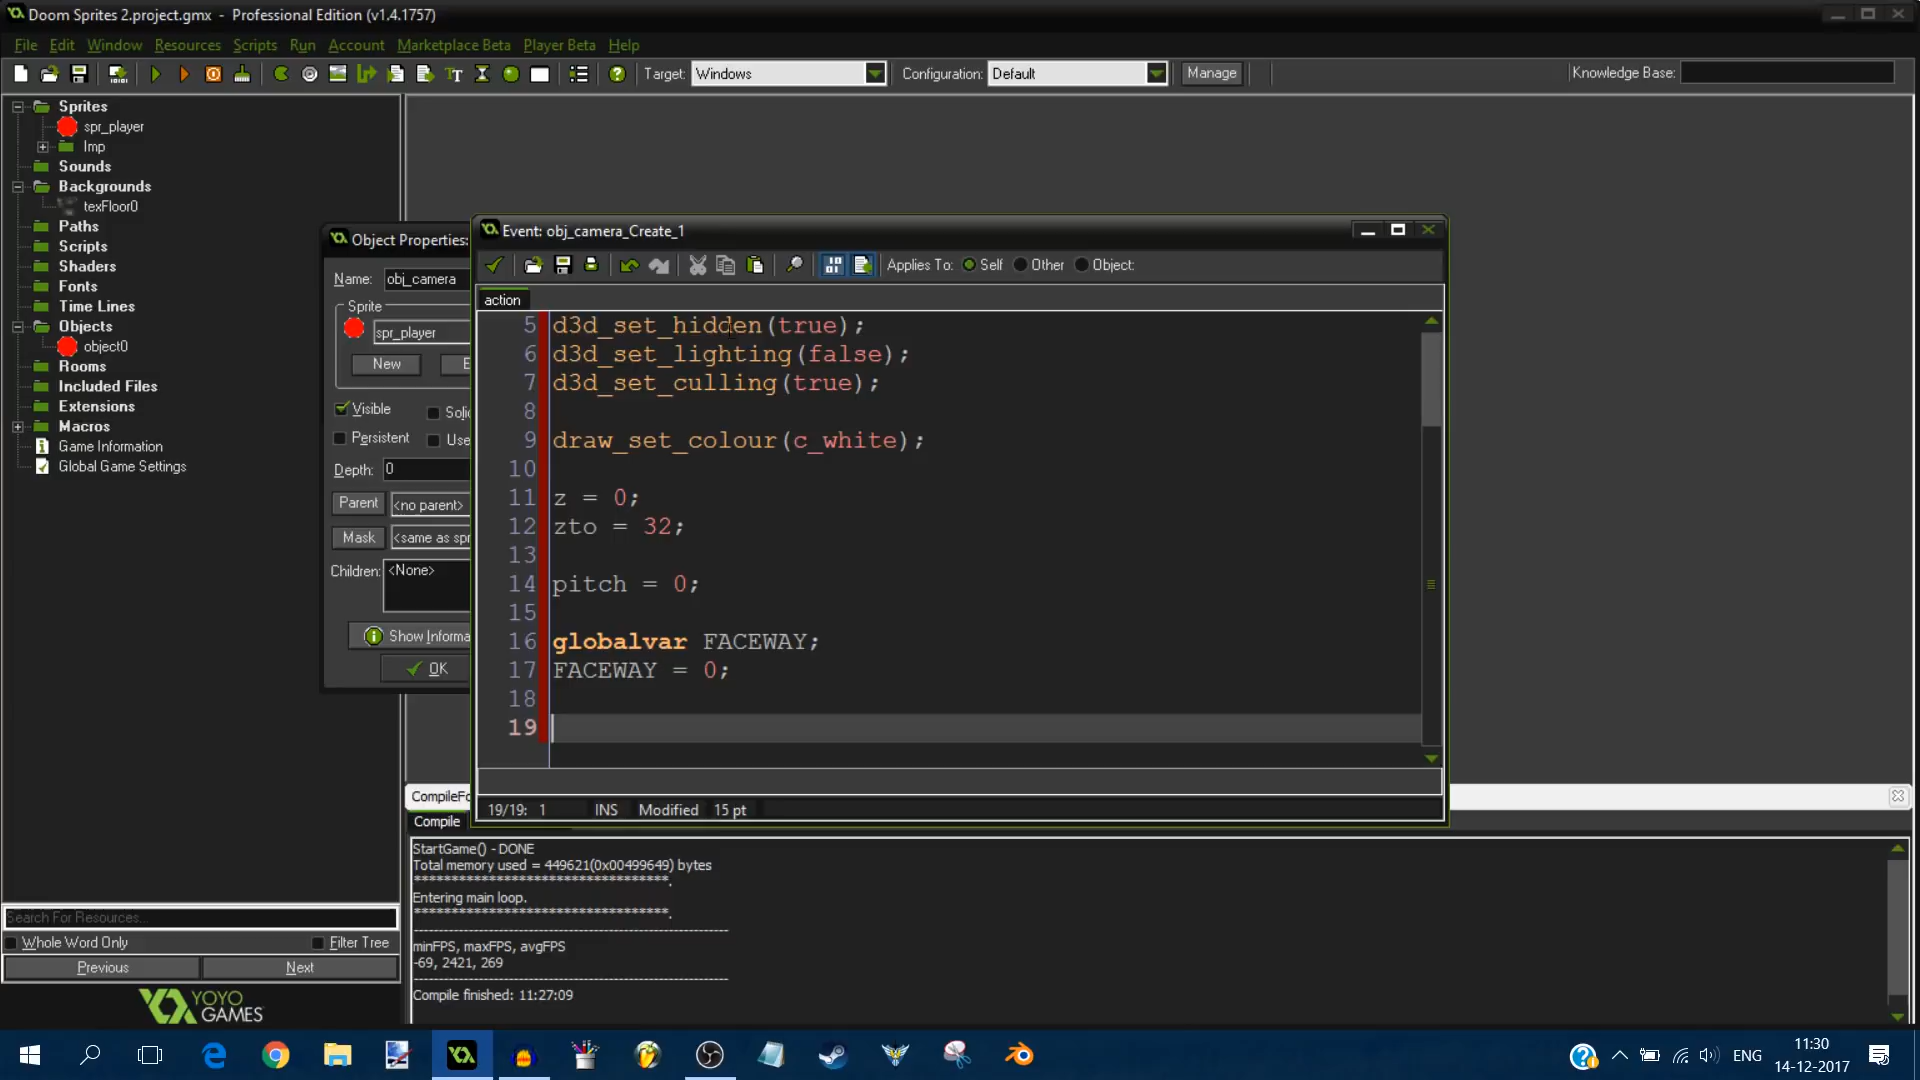 Doom Sprites 2.project.gmx - Professional Edition (v1.4.1757)
File Edit Window Resources Scripts Run Account Marketplace Beta Player Beta Help
Target: Windows Configuration: Default Manage Knowledge Base:
Sprites
spr_player
Imp
Sounds
Backgrounds
texFloor0
Paths
Scripts
Shaders
Fonts
Time Lines
Objects
object0
Rooms
Included Files
Extensions
Macros
Game Information
Global Game Settings
Search For Resources...
Whole Word Only Filter Tree
Previous Next
YOYO
GAMES
Object Properties:
Name: obj_camera
Sprite
spr_player
New E
Visible Soli
Persistent Use
Depth: 0
Parent <no parent>
Mask <same as spr
Children: <None>
Show Informa
OK
Event: obj_camera_Create_1
Applies To: Self Other Object:
action
5 d3d_set_hidden(true);
6 d3d_set_lighting(false);
7 d3d_set_culling(true);
8
9 draw_set_colour(c_white);
10
11 z = 0;
12 zto = 32;
13
14 pitch = 0;
15
16 globalvar FACEWAY;
17 FACEWAY = 0;
18
19
19/19: 1 INS Modified 15 pt
CompileFo
Compile
StartGame() - DONE
Total memory used = 449621(0x00499649) bytes
**********************************.
Entering main loop.
**********************************.
minFPS, maxFPS, avgFPS
-69, 2421, 269
Compile finished: 11:27:09
ENG
11:30
14-12-2017